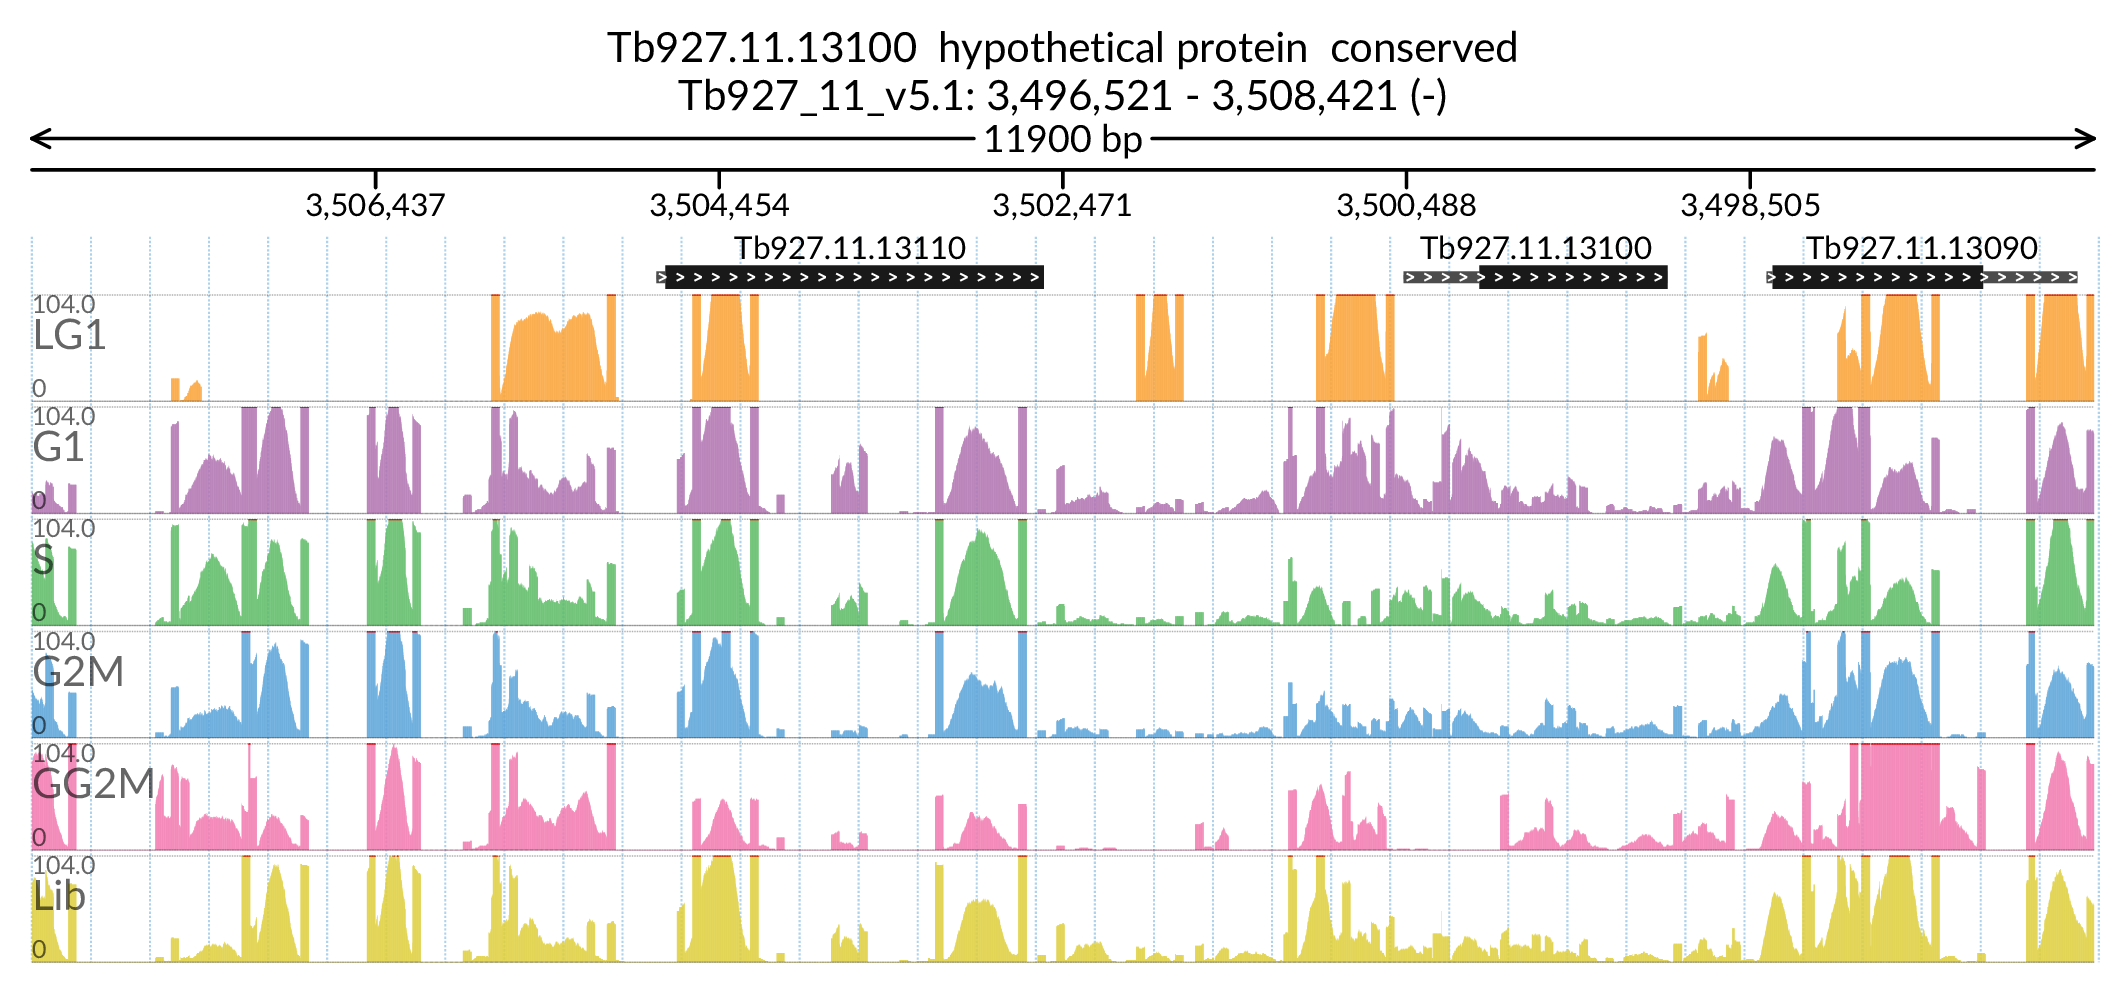 Tb927.11.13100 hypothetical protein conserved
Tb927_11_v5.1: 3,496,521 - 3,508,421 (-)
11900 bp
3,506,437 3,504,454 3,502,471 3,500,488 3,498,505
Tb927.11.13110 Tb927.11.13100 Tb927.11.13090
104.0
LG1
0
104.0
G1
0
104.0
S
0
104.0
G2M
0
104.0
GG2M
0
104.0
Lib
0